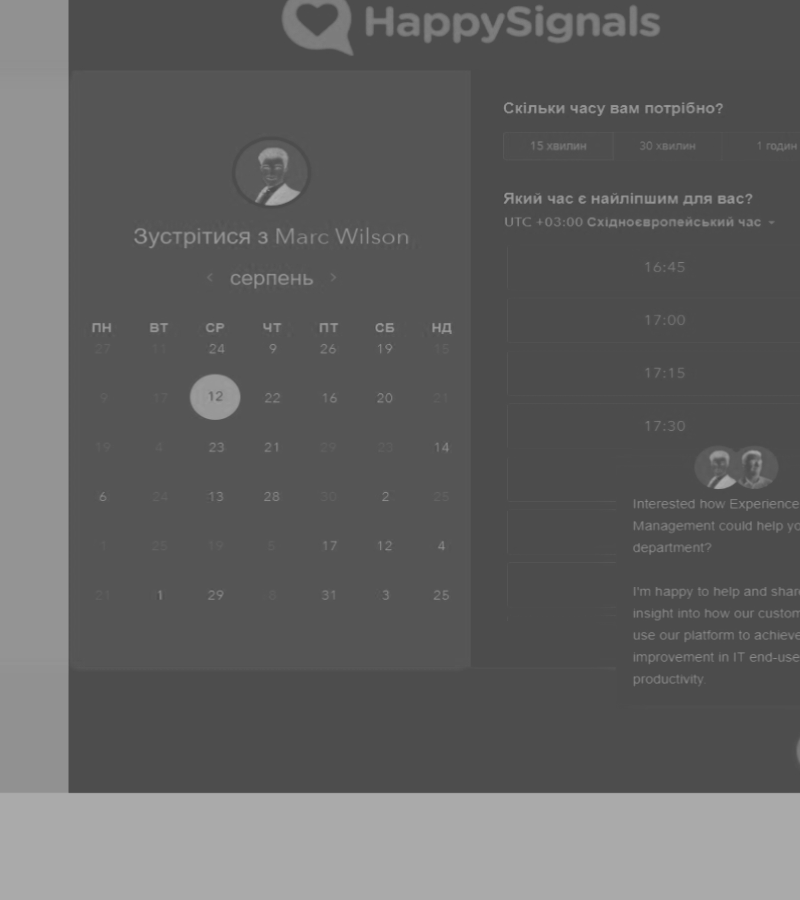 HappySignals
Зустрітися з Marc Wilson
серпень
ПН ВТ СР ЧТ ПТ СБ НД
27 11 24 9 26 19 15
9 17 12 22 16 20 21
19 4 23 21 29 23 14
6 24 13 28 30 2 25
1 25 19 5 17 12 4
21 1 29 8 31 3 25
Скільки часу вам потрібно?
15 хвилин 30 хвилин 1 годин
Який час є найліпшим для вас?
UTC +03:00 Східноєвропейський час
16:45
17:00
17:15
17:30
Interested how Experience
Management could help yo
department?
I'm happy to help and share
insight into how our custom
use our platform to achieve
improvement in IT end-use
productivity.